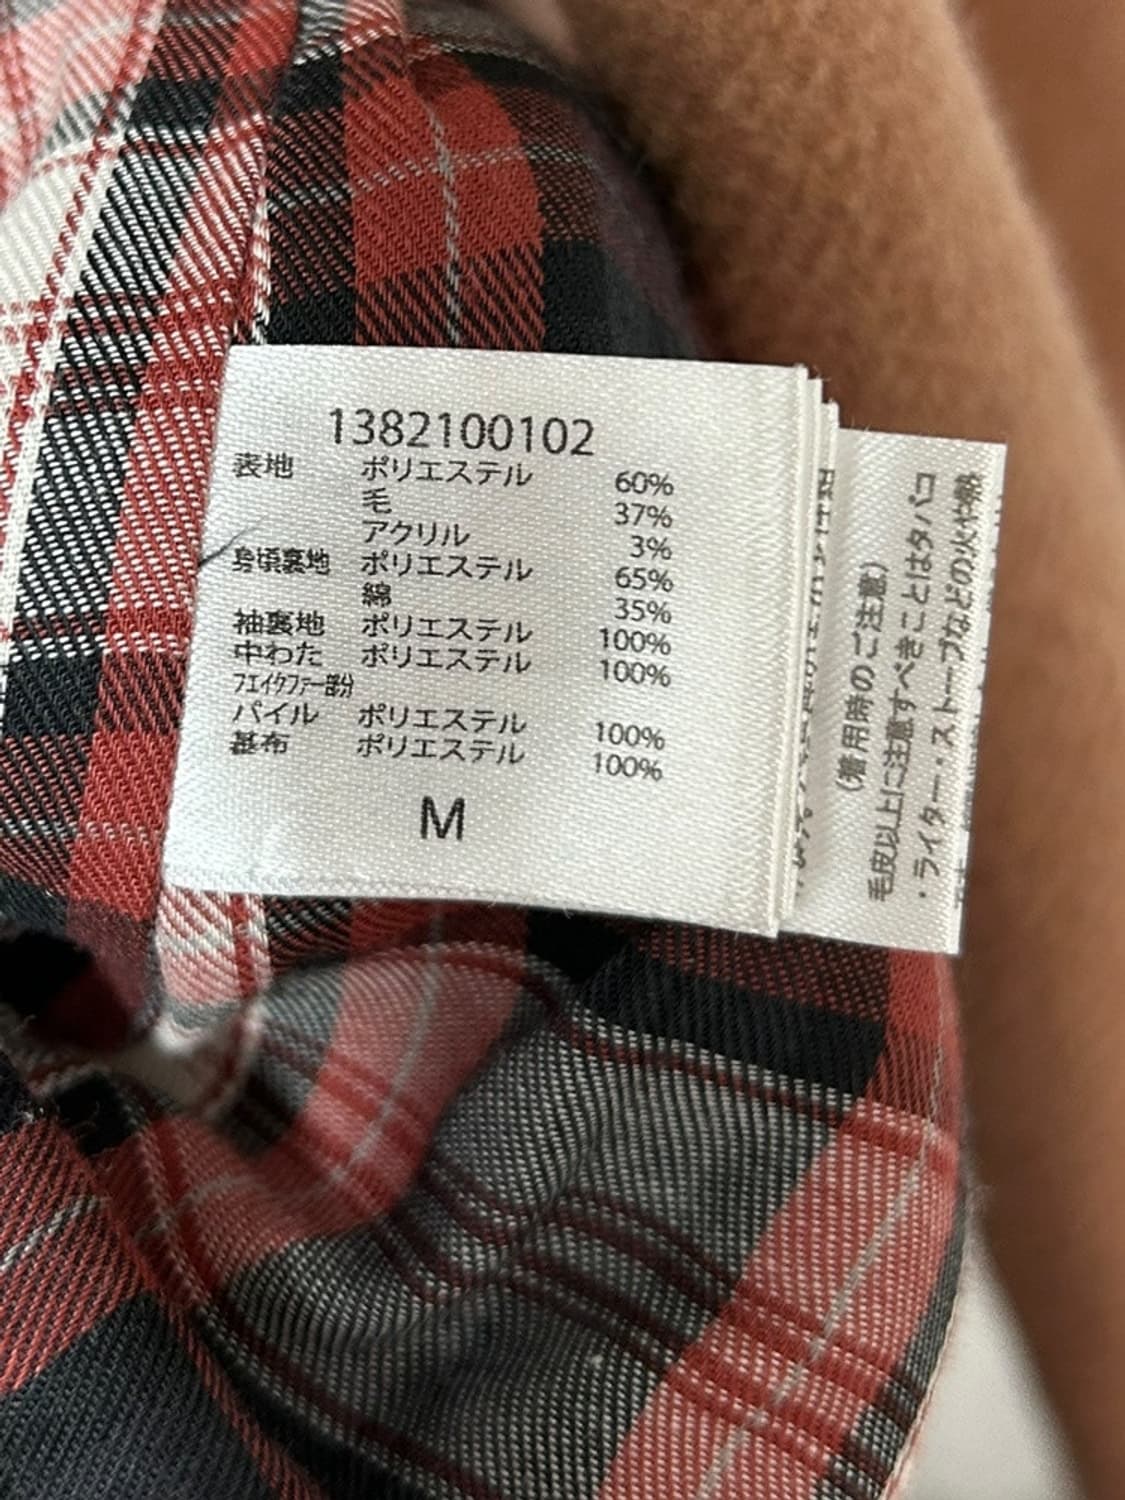 1382100102
表地 ポリエステル 60%
毛 37%
アクリル 3%
身頃裏地 ポリエステル 65%
綿 35%
袖裏地 ポリエステル 100%
中わた ポリエステル 100%
フェイクファー部分
パイル ポリエステル 100%
基布 ポリエステル 100%
M
(着用時のご注意)
毛皮以上に注意すべきことはタバコ
・ライター・ストーブなどの火や熱